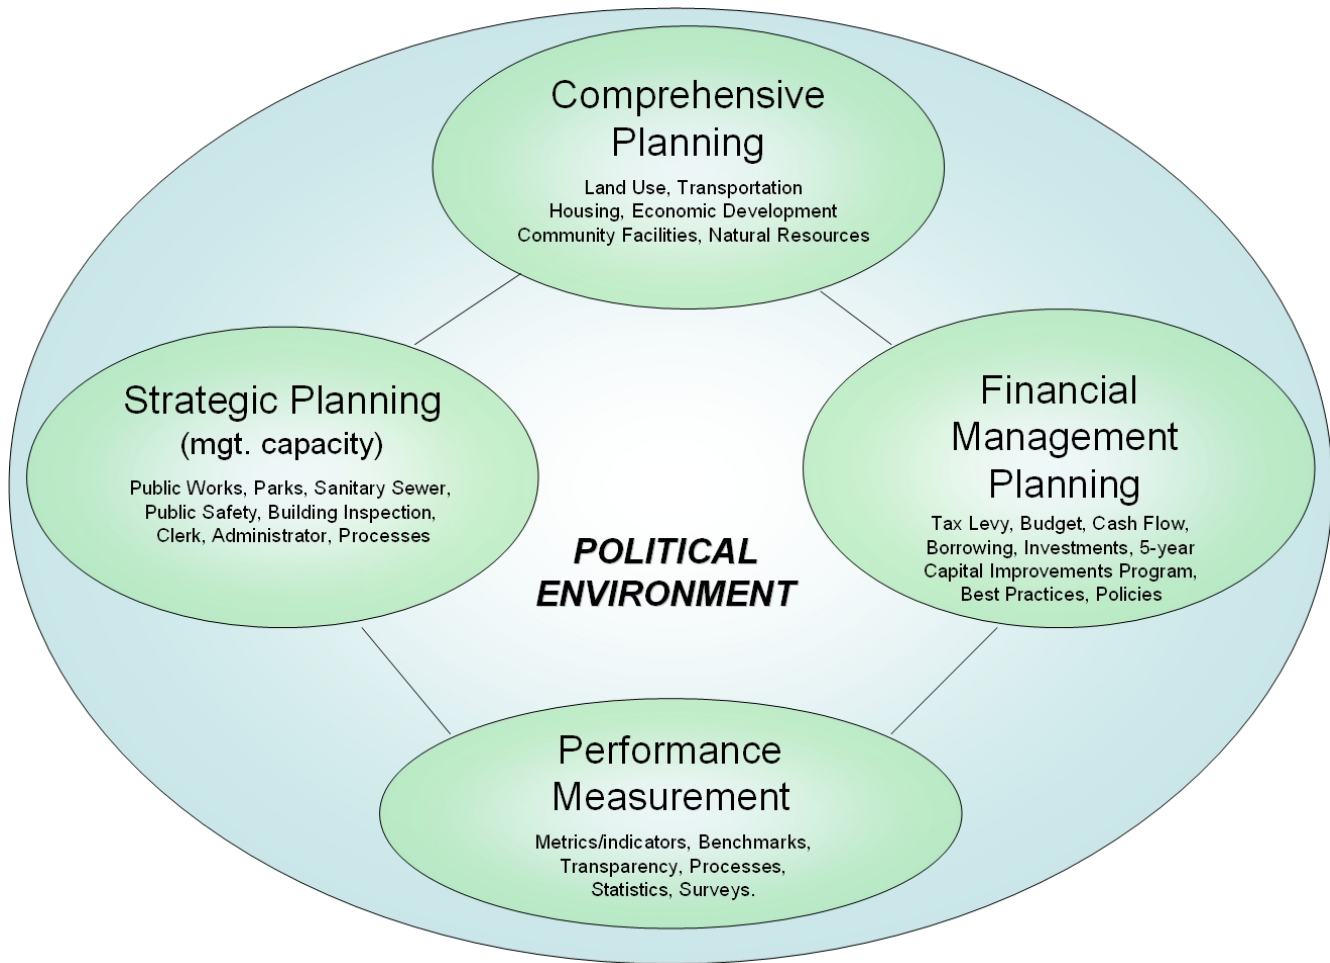 Comprehensive
Planning
Land Use, Transportation
Housing, Economic Development
Community Facilities, Natural Resources
Strategic Planning
(mgt. capacity)
Public Works, Parks, Sanitary Sewer,
Public Safety, Building Inspection,
Clerk, Administrator, Processes
Financial
Management
Planning
Tax Levy, Budget, Cash Flow,
Borrowing, Investments, 5-year
Capital Improvements Program,
Best Practices, Policies
POLITICAL
ENVIRONMENT
Performance
Measurement
Metrics/indicators, Benchmarks,
Transparency, Processes,
Statistics, Surveys.